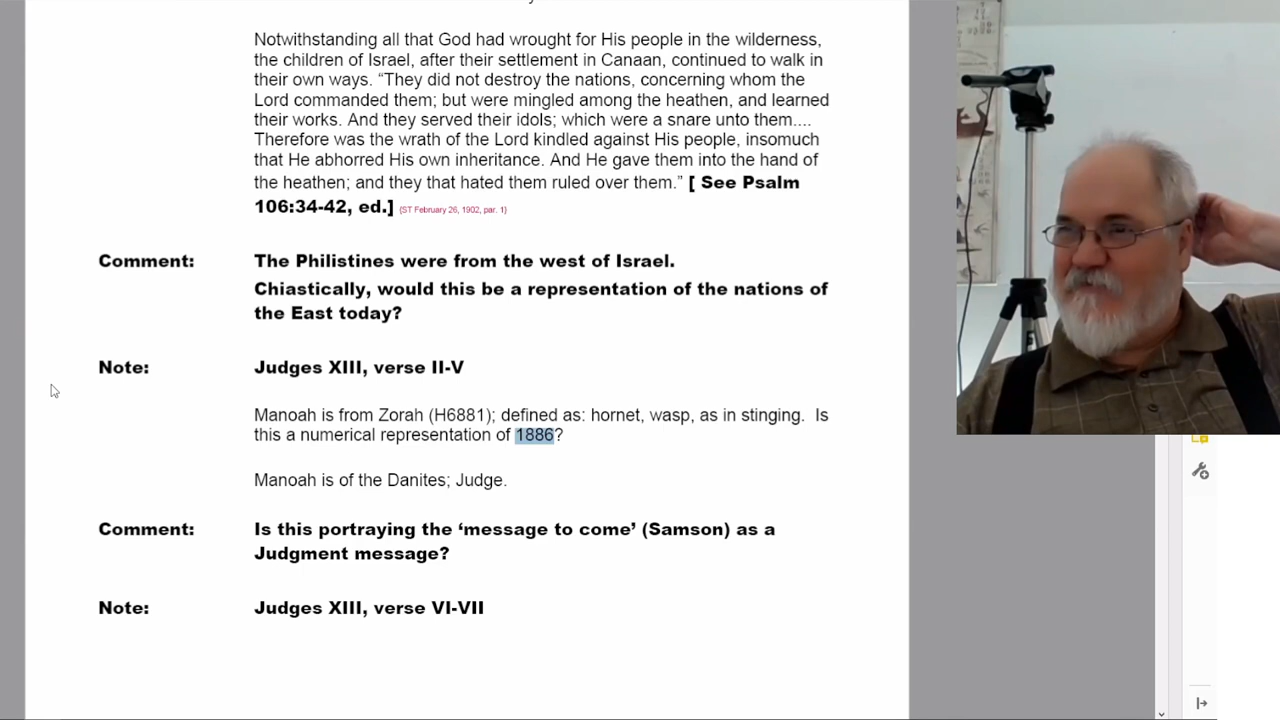 Notwithstanding all that God had wrought for His people in the wilderness,
the children of Israel, after their settlement in Canaan, continued to walk in
their own ways. “They did not destroy the nations, concerning whom the
Lord commanded them; but were mingled among the heathen, and learned
their works. And they served their idols; which were a snare unto them....
Therefore was the wrath of the Lord kindled against His people, insomuch
that He abhorred His own inheritance. And He gave them into the hand of
the heathen; and they that hated them ruled over them.” [ See Psalm
106:34-42, ed.] {ST February 26, 1902, par. 1}
Comment: The Philistines were from the west of Israel.
Chiastically, would this be a representation of the nations of
the East today?
Note: Judges XIII, verse II-V
Manoah is from Zorah (H6881); defined as: hornet, wasp, as in stinging. Is
this a numerical representation of 1886?
Manoah is of the Danites; Judge.
Comment: Is this portraying the ‘message to come’ (Samson) as a
Judgment message?
Note: Judges XIII, verse VI-VII